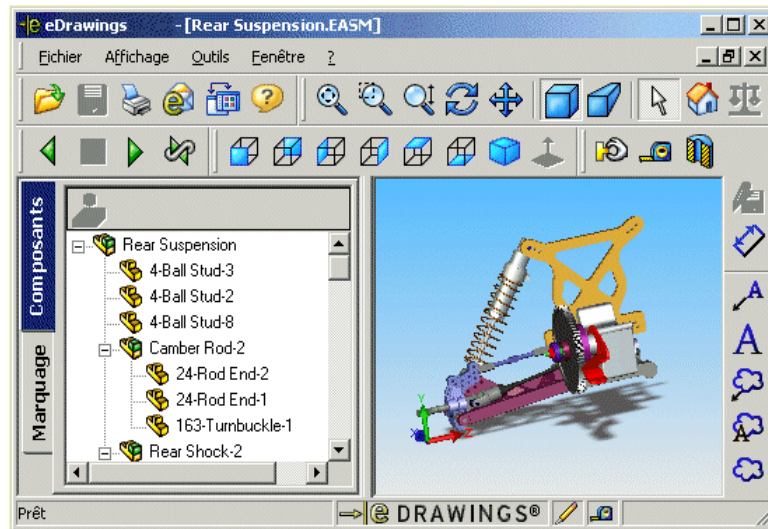 eDrawings - [Rear Suspension.EASM]
Fichier Affichage Outils Fenêtre ?
Composants
Marquage
Rear Suspension
4-Ball Stud-3
4-Ball Stud-2
4-Ball Stud-8
Camber Rod-2
24-Rod End-2
24-Rod End-1
163-Turnbuckle-1
Rear Shock-2
Y
X
Z
A
A
A
Prêt
e DRAWINGS®